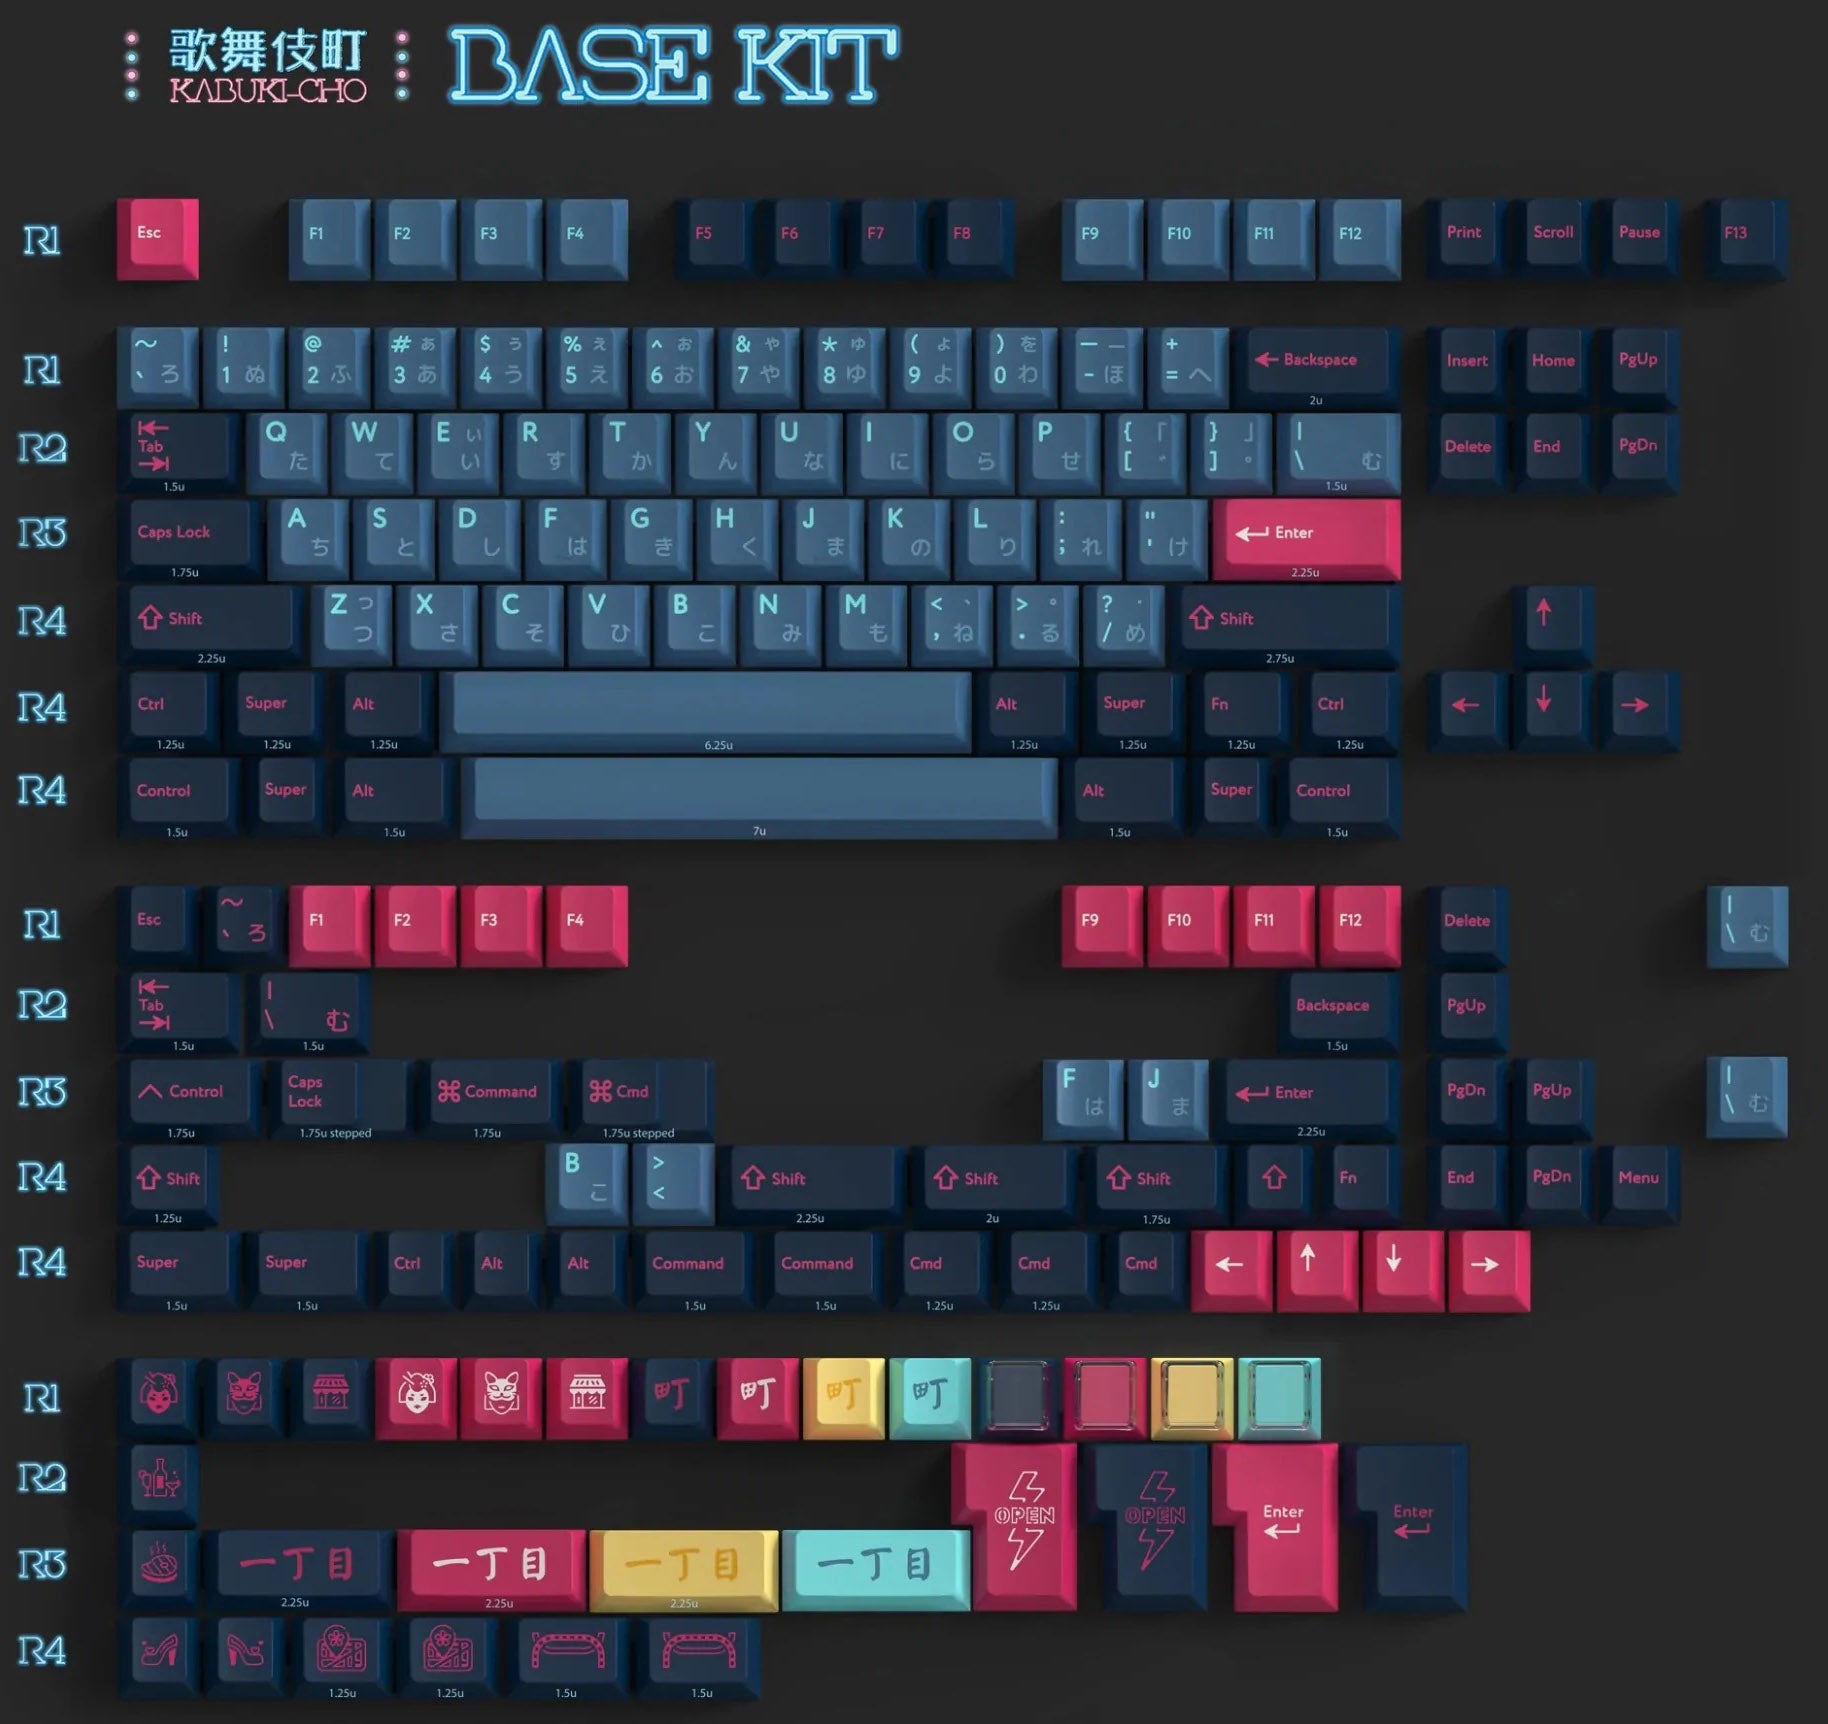 歌舞伎町
KABUKI-CHO
BASE KIT
R1 Esc F1 F2 F3 F4 F5 F6 F7 F8 F9 F10 F11 F12 Print Scroll Pause F13
R1 ~ ` ろ ! 1 ぬ @ 2 ふ # ぁ 3 あ $ ぅ 4 う % ぇ 5 え ^ ぉ 6 お & ゃ 7 や * ゅ 8 ゆ ( ょ 9 よ ) を 0 わ — — - ほ + = へ ← Backspace 2u Insert Home PgUp
R2 Tab 1.5u Q た W て E ぃ い R す T か Y ん U な I に O ら P せ { 「 [ ゛ } 」 ] ゜ | \ む 1.5u Delete End PgDn
R3 Caps Lock 1.75u A ち S と D し F は G き H く J ま K の L り : ; れ " ' け Enter 2.25u
R4 Shift 2.25u Z っ つ X さ C そ V ひ B こ N み M も < 、 , ね > 。 . る ? ・ / め Shift 2.75u ↑
R4 Ctrl 1.25u Super 1.25u Alt 1.25u 6.25u Alt 1.25u Super 1.25u Fn 1.25u Ctrl 1.25u ← ↓ →
R4 Control 1.5u Super Alt 1.5u 7u Alt 1.5u Super Control 1.5u
R1 Esc ~ ` ろ F1 F2 F3 F4 F9 F10 F11 F12 Delete | \ む
R2 Tab 1.5u | \ む 1.5u Backspace 1.5u PgUp
R3 Control 1.75u Caps Lock 1.75u stepped ⌘ Command 1.75u ⌘ Cmd 1.75u stepped F は J ま Enter 2.25u PgDn PgUp | \ む
R4 Shift 1.25u B こ > < Shift 2.25u Shift 2u Shift 1.75u Fn End PgDn Menu
R4 Super 1.5u Super 1.5u Ctrl Alt Alt Command 1.5u Command 1.5u Cmd 1.25u Cmd 1.25u Cmd ← ↑ ↓ →
R1 町 町 町 町
R2 OPEN OPEN Enter Enter
R3 一丁目 2.25u 一丁目 2.25u 一丁目 2.25u 一丁目
R4 1.25u 1.25u 1.5u 1.5u